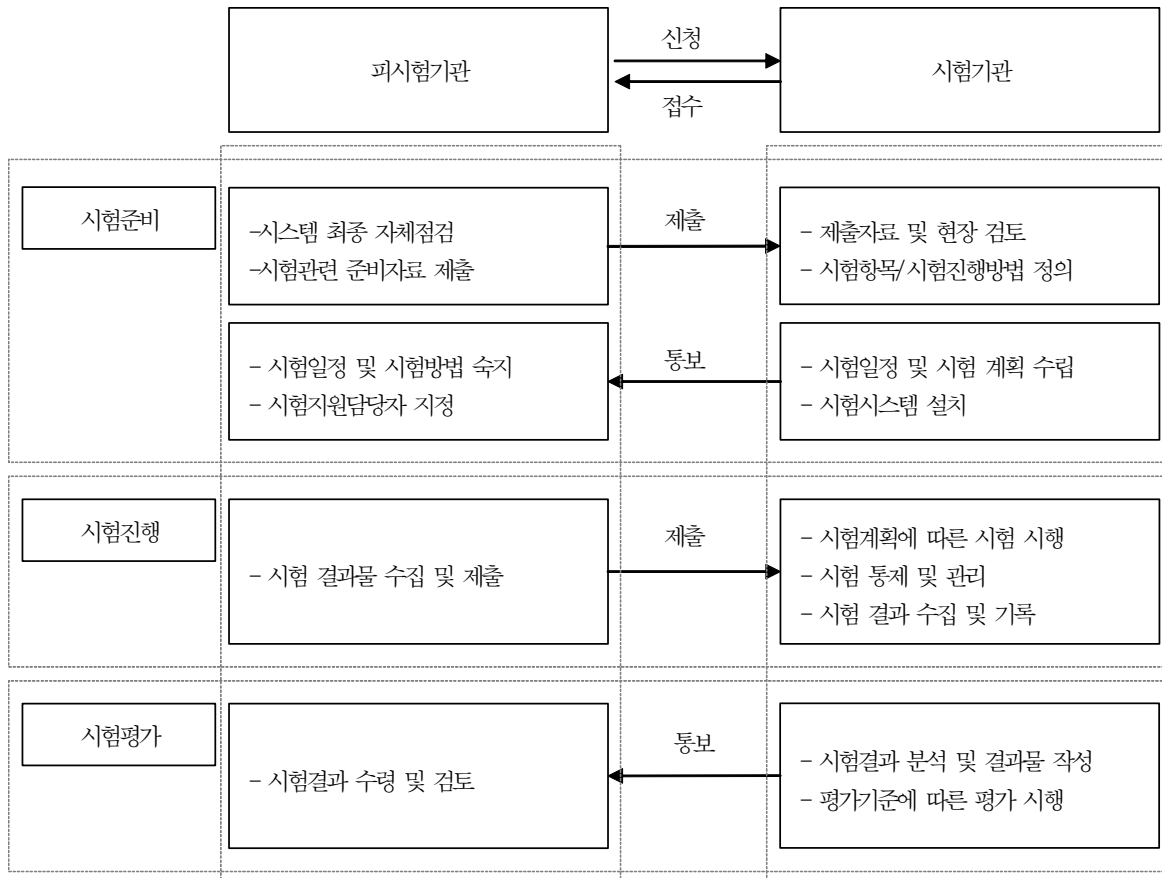 피시험기관
신청
접수
시험기관
시험준비
-시스템 최종 자체점검
-시험관련 준비자료 제출
제출
- 제출자료 및 현장 검토
- 시험항목/시험진행방법 정의
- 시험일정 및 시험방법 숙지
- 시험지원담당자 지정
통보
- 시험일정 및 시험 계획 수립
- 시험시스템 설치
시험진행
- 시험 결과물 수집 및 제출
제출
- 시험계획에 따른 시험 시행
- 시험 통제 및 관리
- 시험 결과 수집 및 기록
시험평가
- 시험결과 수령 및 검토
통보
- 시험결과 분석 및 결과물 작성
- 평가기준에 따른 평가 시행